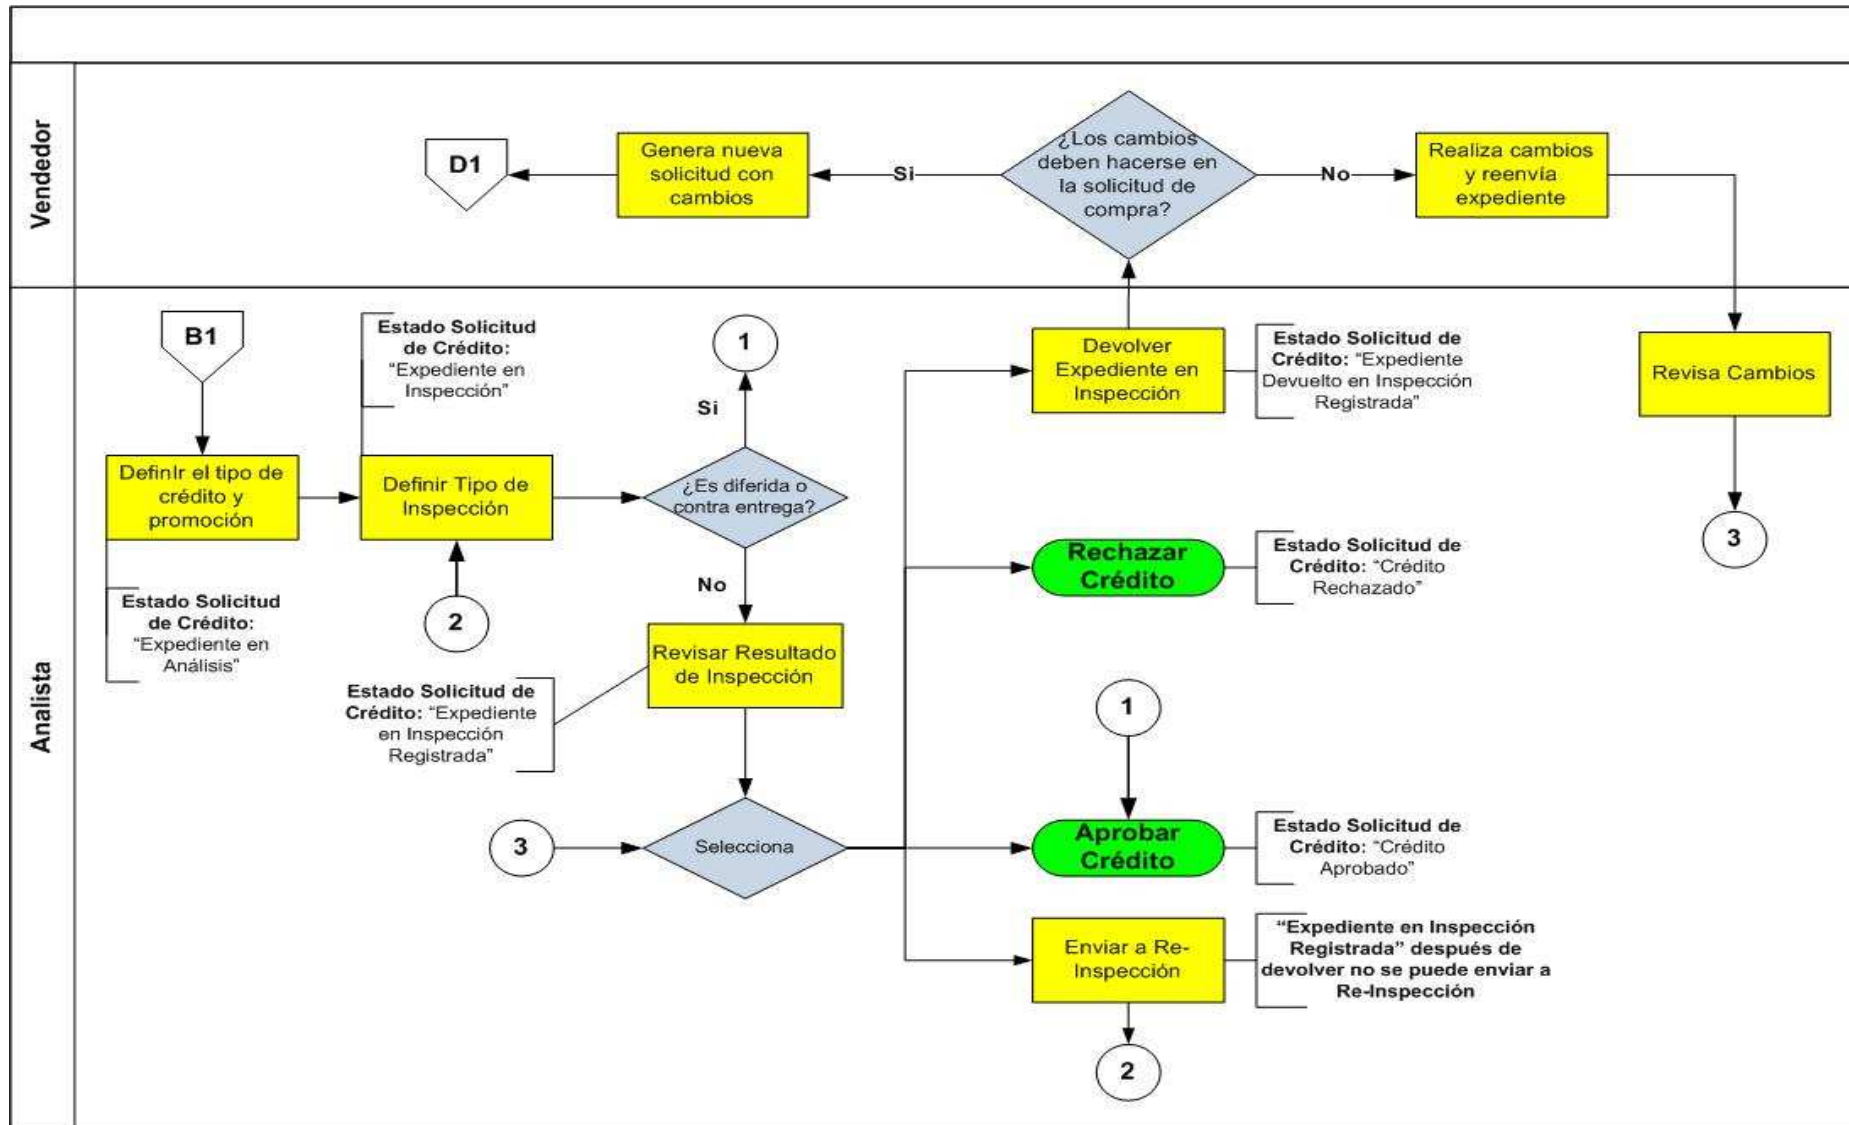 Vendedor
D1
Genera nueva
solicitud con
cambios
Si
¿Los cambios
deben hacerse en
la solicitud de
compra?
No
Realiza cambios
y reenvía
expediente
Analista
B1
Estado Solicitud
de Crédito:
“Expediente en
Inspección”
1
Si
Devolver
Expediente en
Inspección
Estado Solicitud de
Crédito: “Expediente
Devuelto en Inspección
Registrada”
Revisa Cambios
3
DefinIr el tipo de
crédito y
promoción
Definir Tipo de
Inspección
¿Es diferida o
contra entrega?
No
Estado Solicitud
de Crédito:
“Expediente en
Análisis”
2
Rechazar
Crédito
Estado Solicitud de
Crédito: “Crédito
Rechazado”
Revisar Resultado
de Inspección
Estado Solicitud de
Crédito: “Expediente
en Inspección
Registrada”
1
3
Selecciona
Aprobar
Crédito
Estado Solicitud de
Crédito: “Crédito
Aprobado”
Enviar a Re-
Inspección
“Expediente en Inspección
Registrada” después de
devolver no se puede enviar a
Re-Inspección
2